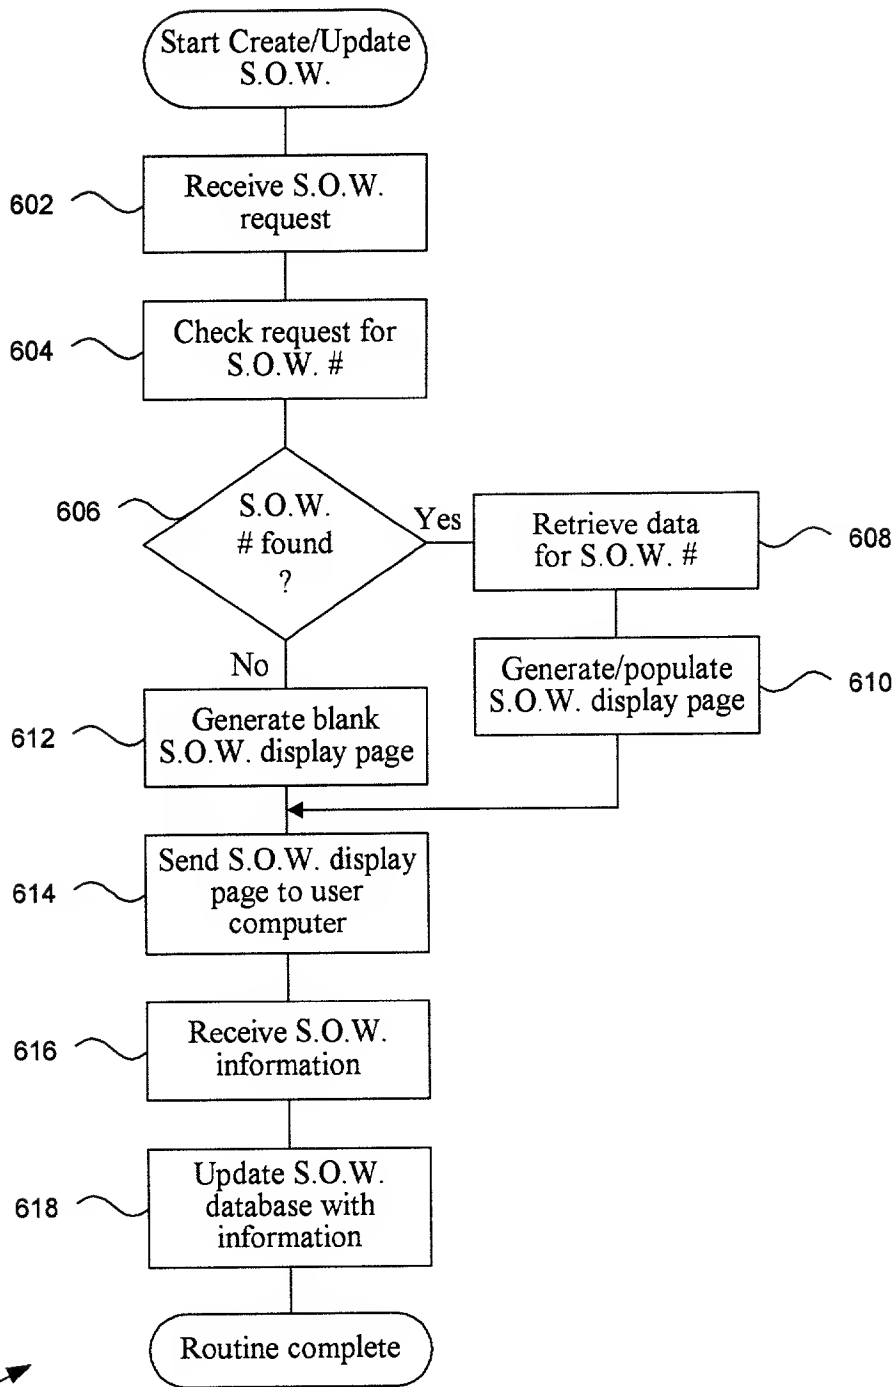 Start Create/Update
S.O.W.
602
Receive S.O.W.
request
604
Check request for
S.O.W. #
606
S.O.W.
# found
?
Yes
Retrieve data
for S.O.W. #
608
No
Generate/populate
S.O.W. display page
610
612
Generate blank
S.O.W. display page
614
Send S.O.W. display
page to user
computer
616
Receive S.O.W.
information
618
Update S.O.W.
database with
information
Routine complete